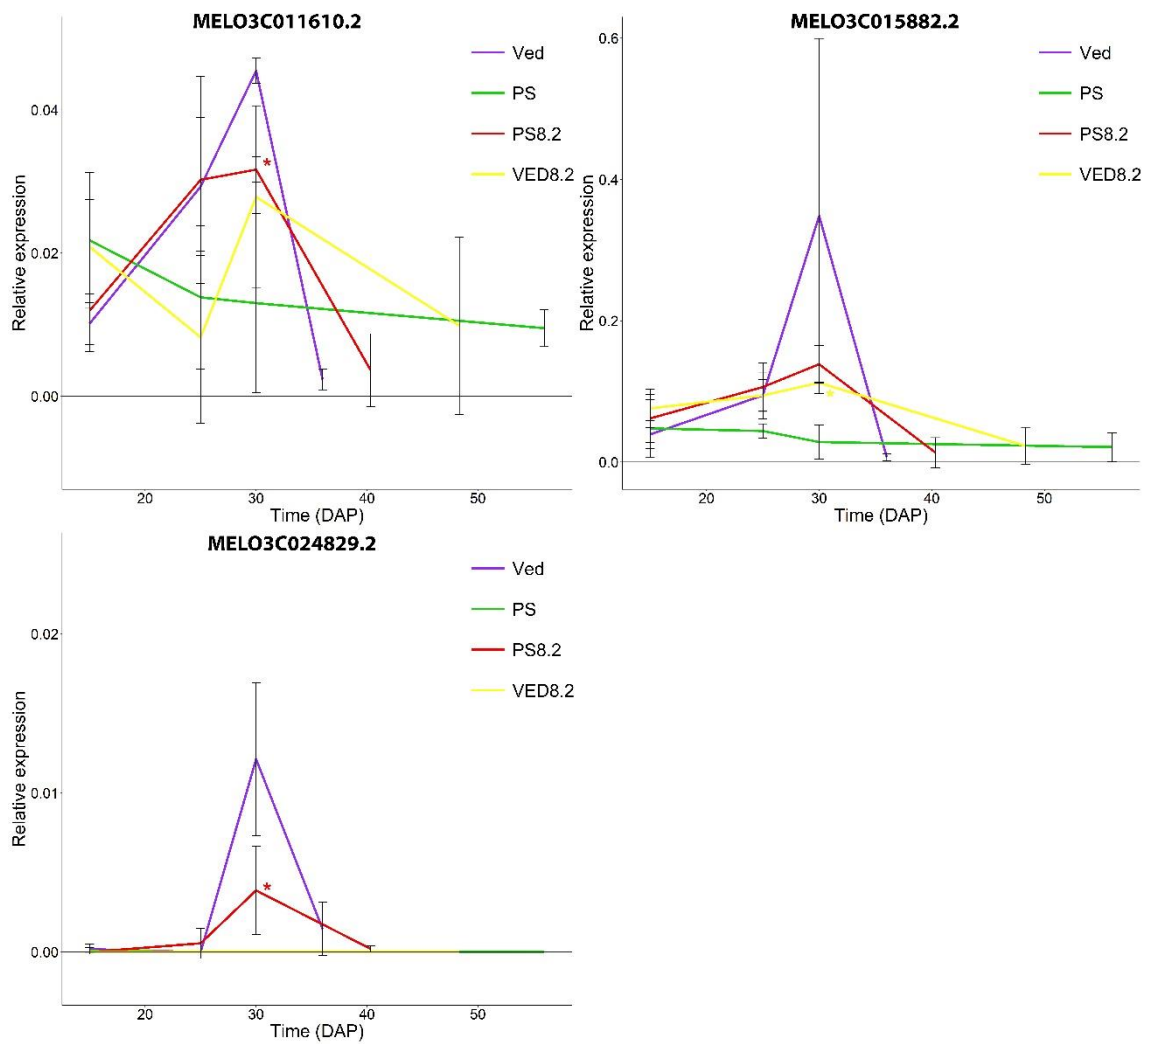 MELO3C011610.2
Ved
PS
PS8.2
VED8.2
*
0.04
0.02
0.00
Relative expression
20 30 40 50
Time (DAP)
MELO3C015882.2
Ved
PS
PS8.2
VED8.2
*
0.6
0.4
0.2
0.0
Relative expression
20 30 40 50
Time (DAP)
MELO3C024829.2
Ved
PS
PS8.2
VED8.2
*
0.02
0.01
0.00
Relative expression
20 30 40 50
Time (DAP)